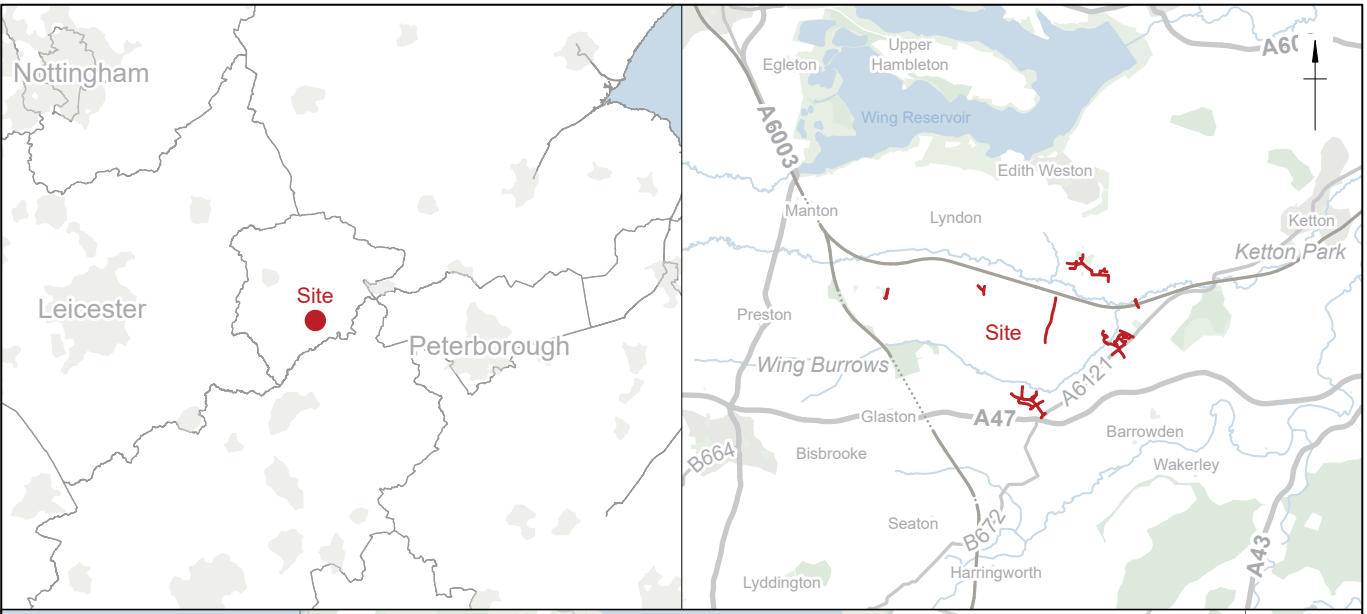 Nottingham
Leicester
Site
Peterborough
Upper
Hambleton
Egleton
A6003
Wing Reservoir
Edith Weston
Manton
Lyndon
Ketton
Ketton Park
Preston
Site
Wing Burrows
A6121
Glaston
A47
B664
Bisbrooke
Barrowden
Wakerley
Seaton
B672
A43
Lyddington
Harringworth